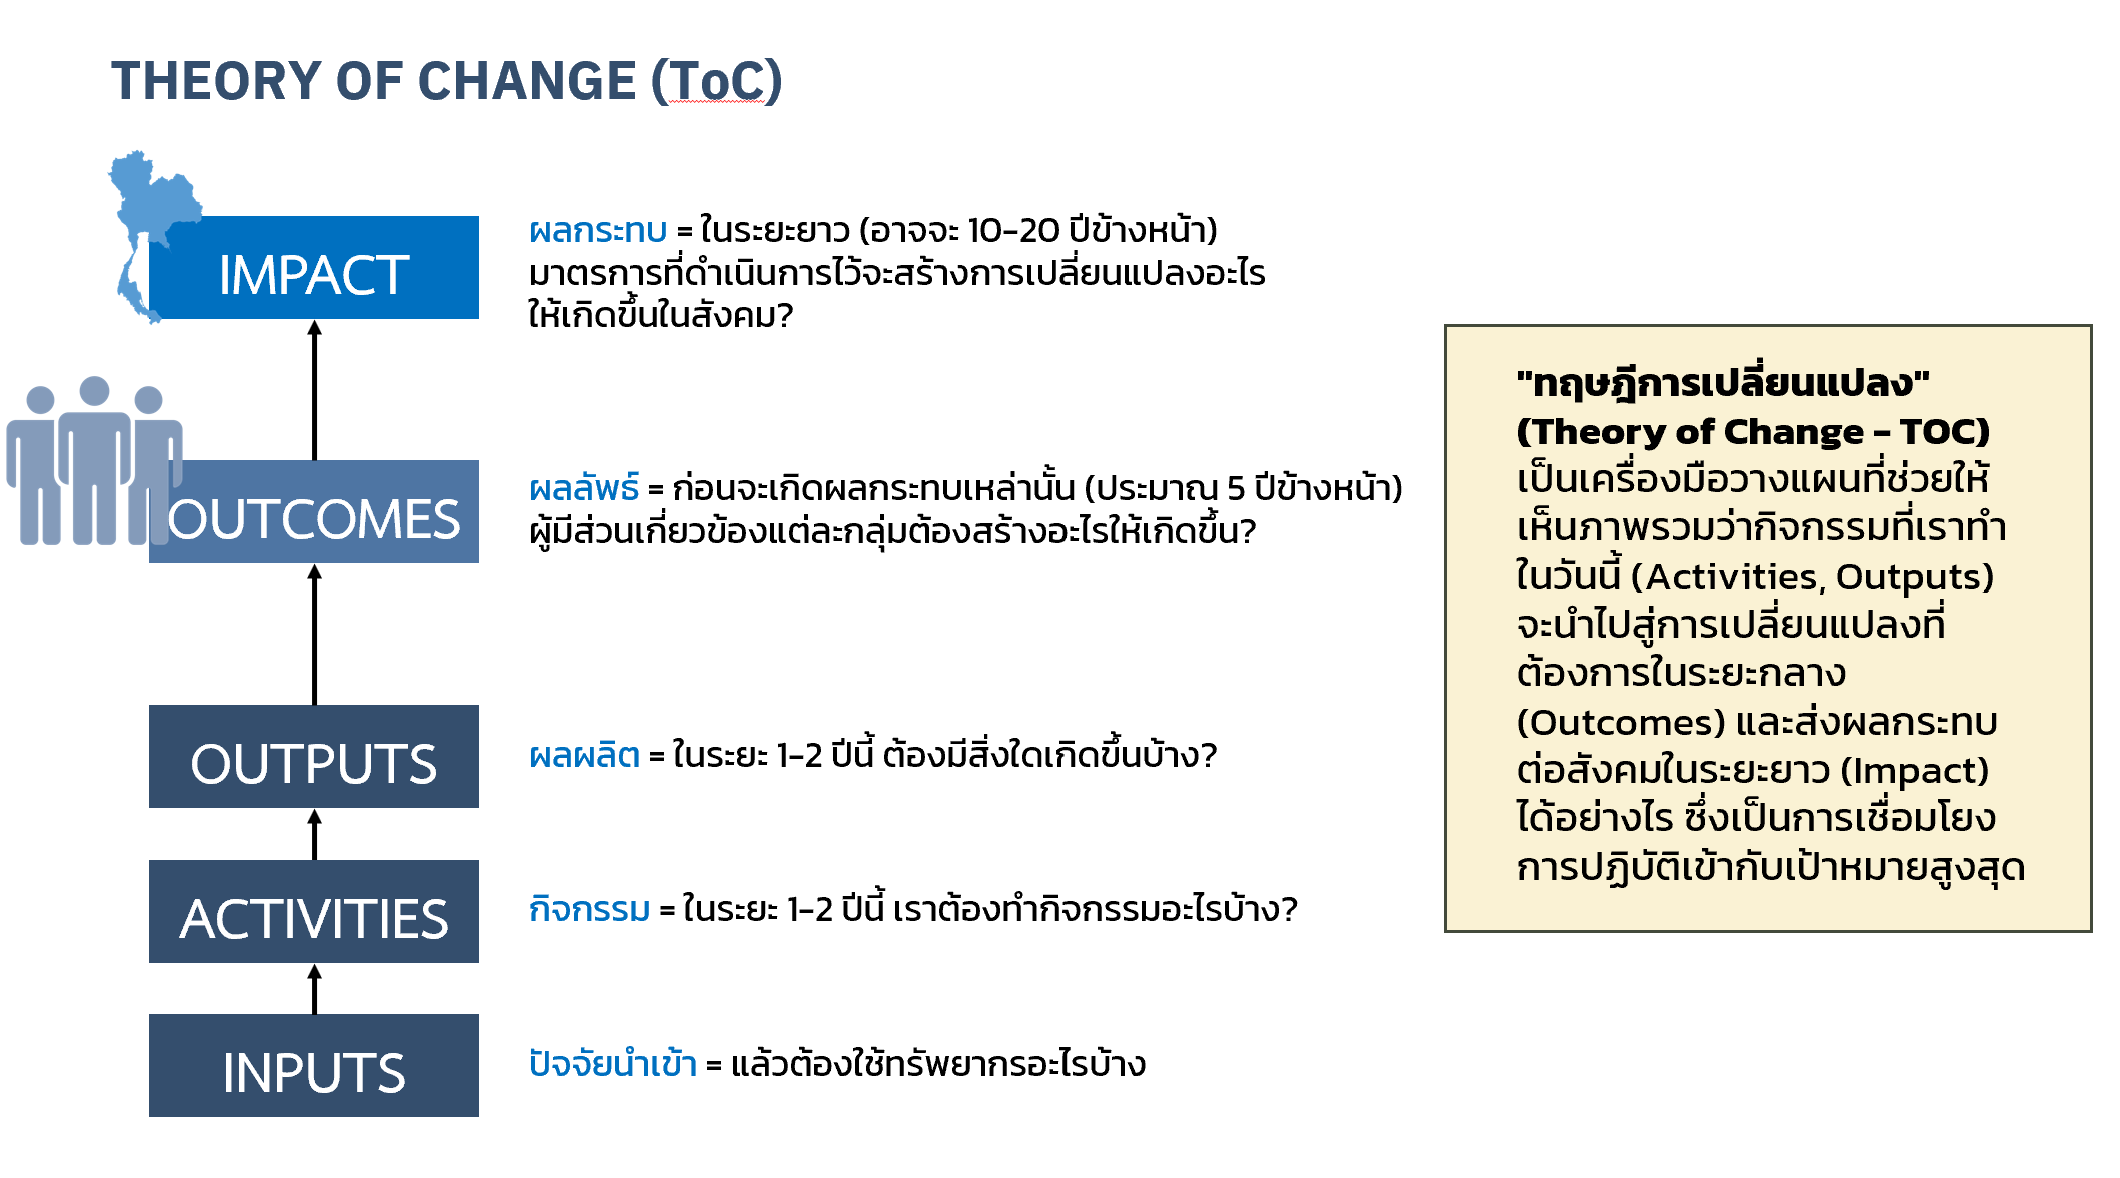 THEORY OF CHANGE (ToC)
IMPACT
ผลกระทบ = ในระยะยาว (อาจจะ 10-20 ปีข้างหน้า)
มาตรการที่ดำเนินการไว้จะสร้างการเปลี่ยนแปลงอะไร
ให้เกิดขึ้นในสังคม?
OUTCOMES
ผลลัพธ์ = ก่อนจะเกิดผลกระทบเหล่านั้น (ประมาณ 5 ปีข้างหน้า)
ผู้มีส่วนเกี่ยวข้องแต่ละกลุ่มต้องสร้างอะไรให้เกิดขึ้น?
OUTPUTS
ผลผลิต = ในระยะ 1-2 ปีนี้ ต้องมีสิ่งใดเกิดขึ้นบ้าง?
ACTIVITIES
กิจกรรม = ในระยะ 1-2 ปีนี้ เราต้องทำกิจกรรมอะไรบ้าง?
INPUTS
ปัจจัยนำเข้า = แล้วต้องใช้ทรัพยากรอะไรบ้าง
"ทฤษฎีการเปลี่ยนแปลง"
(Theory of Change - TOC)
เป็นเครื่องมือวางแผนที่ช่วยให้
เห็นภาพรวมว่ากิจกรรมที่เราทำ
ในวันนี้ (Activities, Outputs)
จะนำไปสู่การเปลี่ยนแปลงที่
ต้องการในระยะกลาง
(Outcomes) และส่งผลกระทบ
ต่อสังคมในระยะยาว (Impact)
ได้อย่างไร ซึ่งเป็นการเชื่อมโยง
การปฏิบัติเข้ากับเป้าหมายสูงสุด